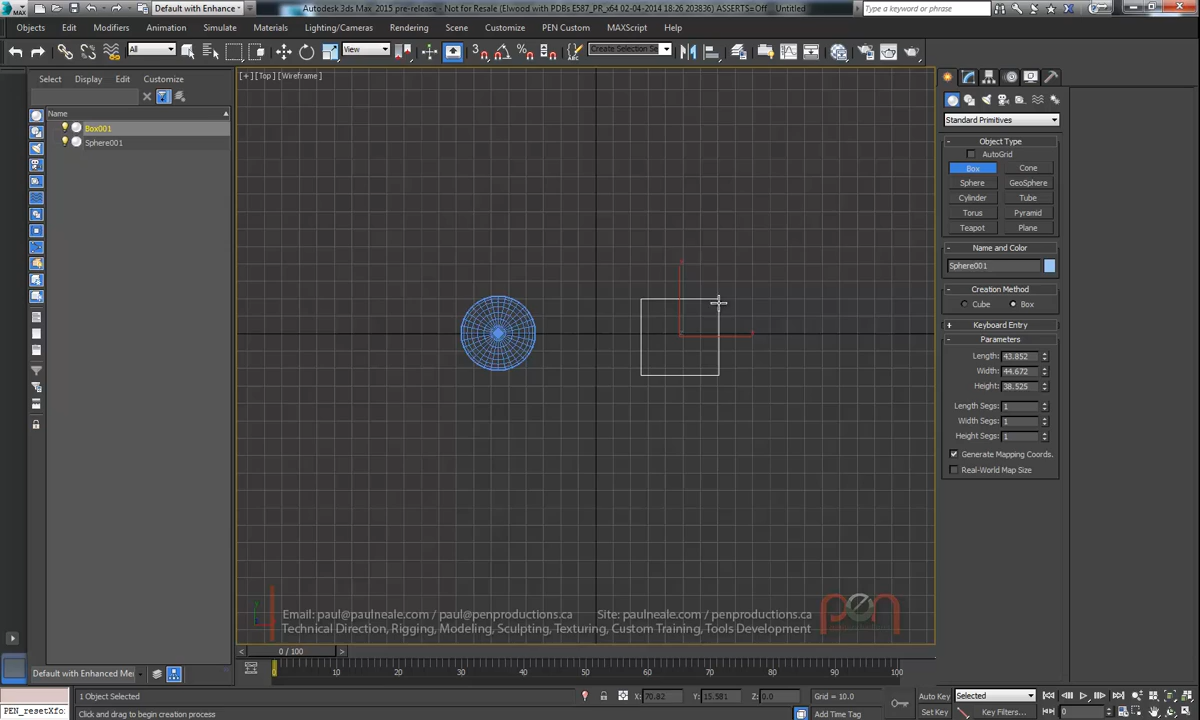 Default with Enhance
Autodesk 3ds Max 2015 pre-release - Not for Resale (Elwood with PDBs E587_PR_x64 02-04-2014 18:26 203836) ASSERTS=Off Untitled
Type a keyword or phrase
MAX
Objects Edit Modifiers Animation Simulate Materials Lighting/Cameras Rendering Scene Customize PEN Custom MAXScript Help
All View Create Selection Se
Select Display Edit Customize
[+] [Top] [Wireframe]
Name
Box001
Sphere001
Standard Primitives
- Object Type
AutoGrid
Box Cone
Sphere GeoSphere
Cylinder Tube
Torus Pyramid
Teapot Plane
- Name and Color
Sphere001
- Creation Method
Cube Box
+ Keyboard Entry
- Parameters
Length: 43.852
Width: 44.672
Height: 38.525
Length Segs: 1
Width Segs: 1
Height Segs: 1
Generate Mapping Coords.
Real-World Map Size
Email: paul@paulneale.com / paul@penproductions.ca Site: paulneale.com / penproductions.ca
Technical Direction, Rigging, Modeling, Sculpting, Texturing, Custom Training, Tools Development
pen
< 0 / 100 >
Default with Enhanced Me
0 10 20 30 40 50 60 70 80 90 100
1 Object Selected X: 70.82 Y: 15.581 Z: 0.0 Grid = 10.0 Auto Key Selected
PEN_resetXfo: Click and drag to begin creation process Add Time Tag Set Key Key Filters... 0